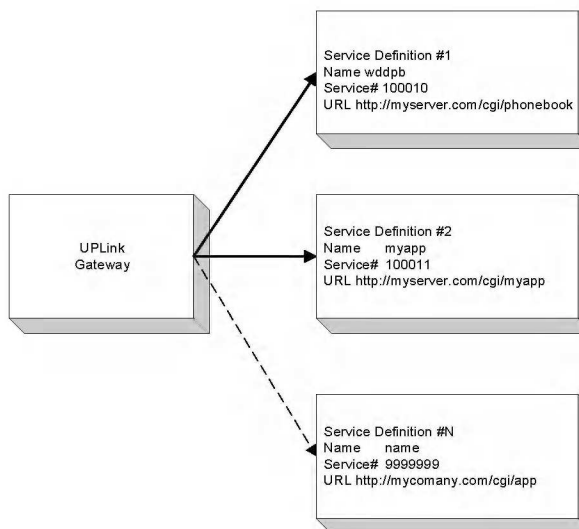 Service Definition #1
Name wddpb
Service# 100010
URL http://myserver.com/cgi/phonebook
UPLink
Gateway
Service Definition #2
Name myapp
Service# 100011
URL http://myserver.com/cgi/myapp
Service Definition #N
Name name
Service# 9999999
URL http://mycomany.com/cgi/app